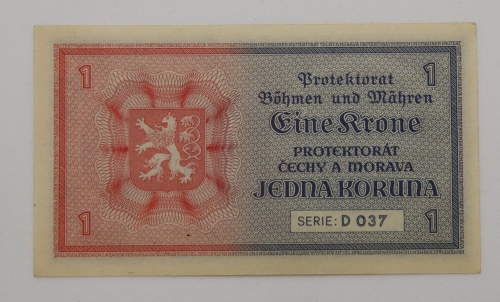 1
1
Protektorat
Böhmen und Mähren
Eine Krone
PROTEKTORÁT
ČECHY A MORAVA
JEDNA KORUNA
SERIE: D 037
1
1